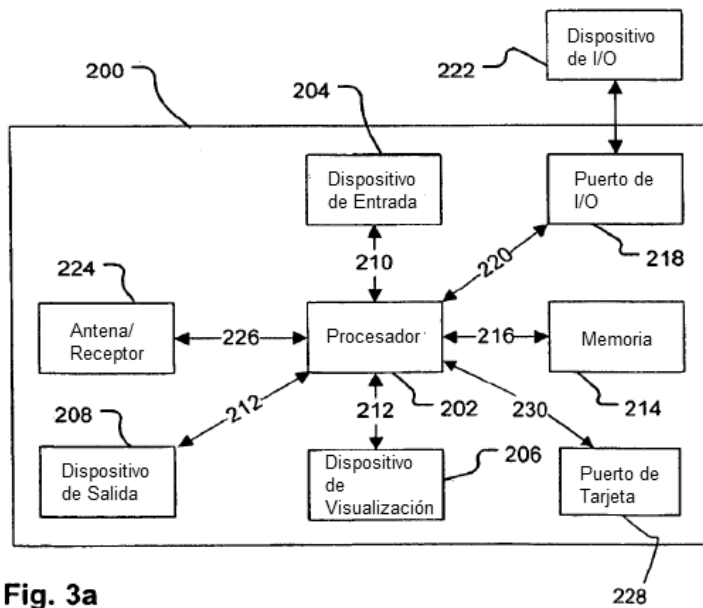 Dispositivo
de I/O
222
200
204
Dispositivo
de Entrada
Puerto de
I/O
210
220
218
224
Antena/
Receptor
226
Procesador
216
Memoria
208
212
212
202
230
214
Dispositivo
de Salida
Dispositivo
de
Visualización
206
Puerto de
Tarjeta
228
Fig. 3a